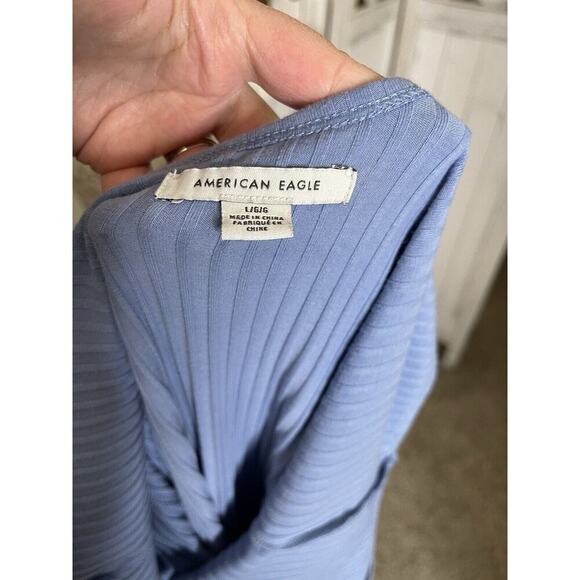 AMERICAN EAGLE
L/G/G
MADE IN CHINA
FABRIQUÉ EN
CHINE